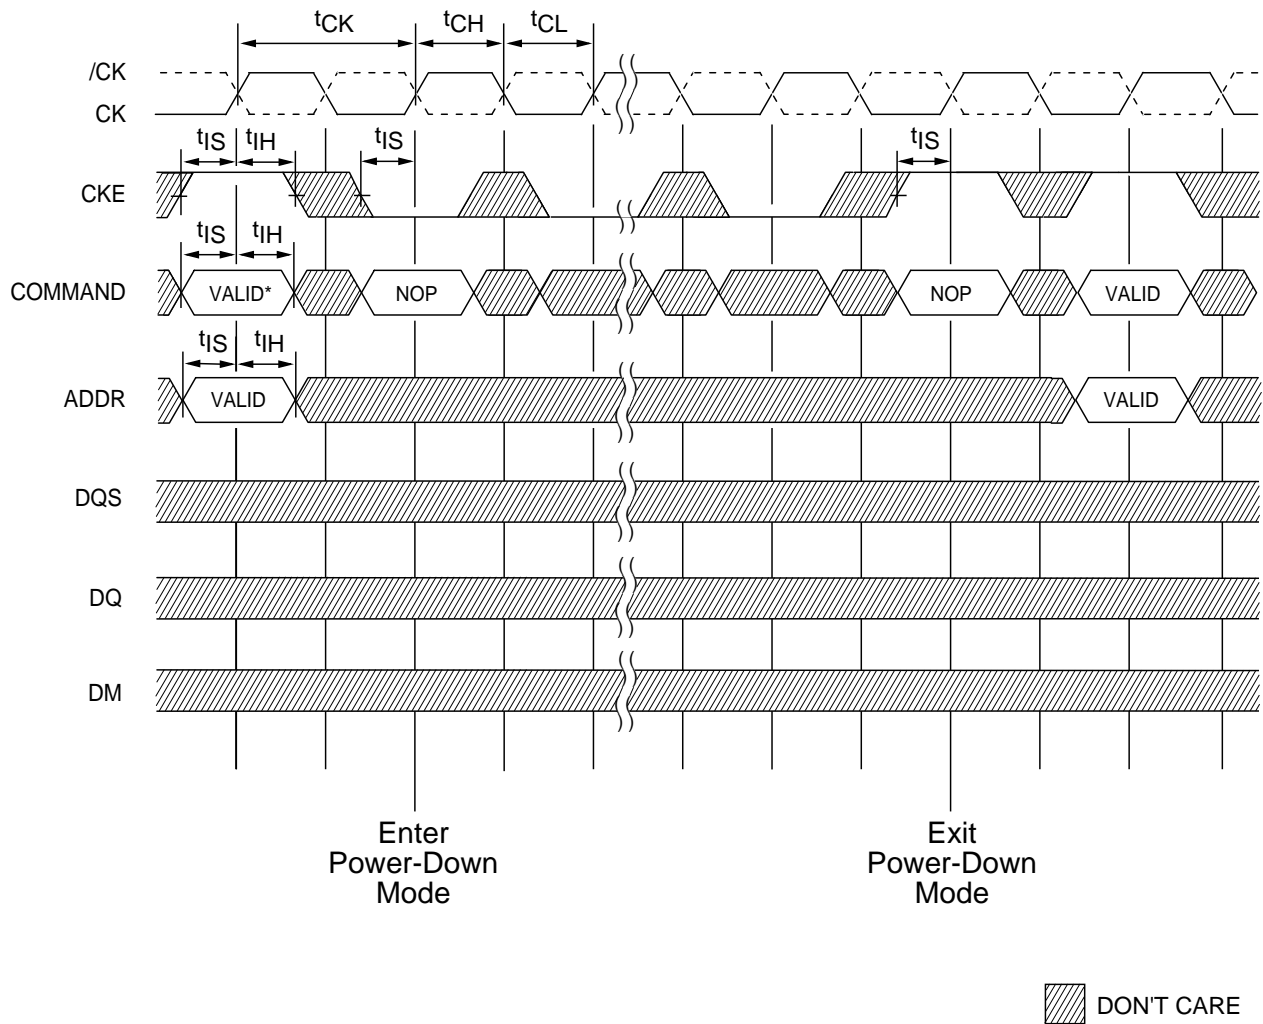 tCK
tCH
tCL
/CK
CK
tIS
tIH
tIS
tIS
CKE
tIS
tIH
COMMAND
VALID*
NOP
NOP
VALID
tIS
tIH
ADDR
VALID
VALID
DQS
DQ
DM
Enter
Power-Down
Mode
Exit
Power-Down
Mode
DON'T CARE